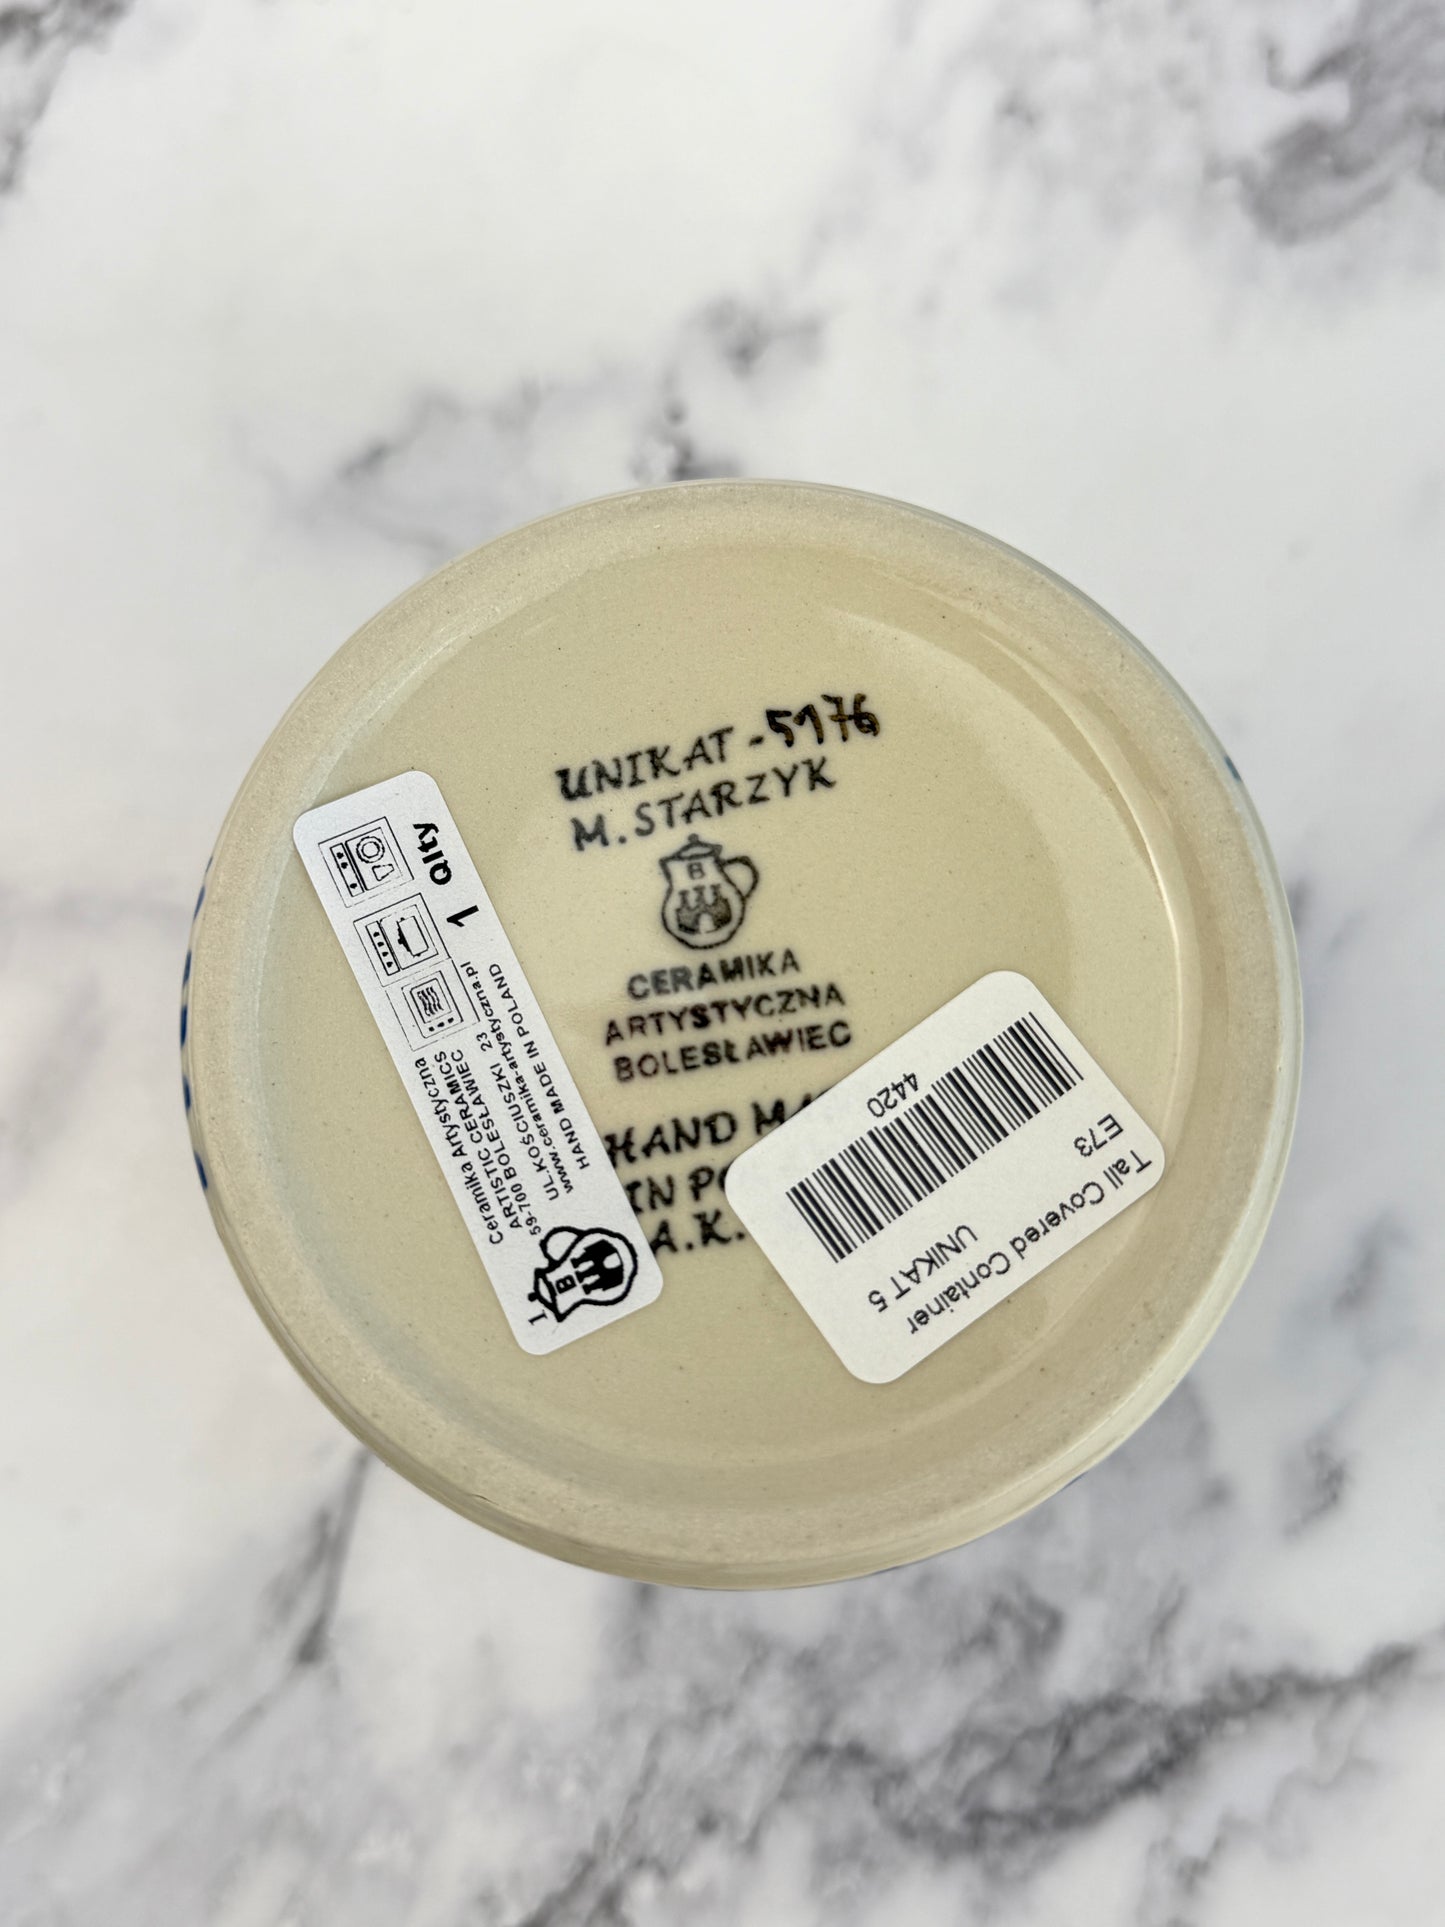 UNIKAT-5176
M. STARZYK
B
CERAMIKA
ARTYSTYCZNA
BOLESŁAWIEC
HAND MA
IN PO
A.K.
Qlty
1
Ceramika Artystyczna
ARTISTIC CERAMICS
59-700 BOLESŁAWIEC
UL.KOŚCIUSZKI 23
www.ceramika-artystyczna.pl
HAND MADE IN POLAND
B
1
4420
E73
Tall Covered Container
UNIKAT 5